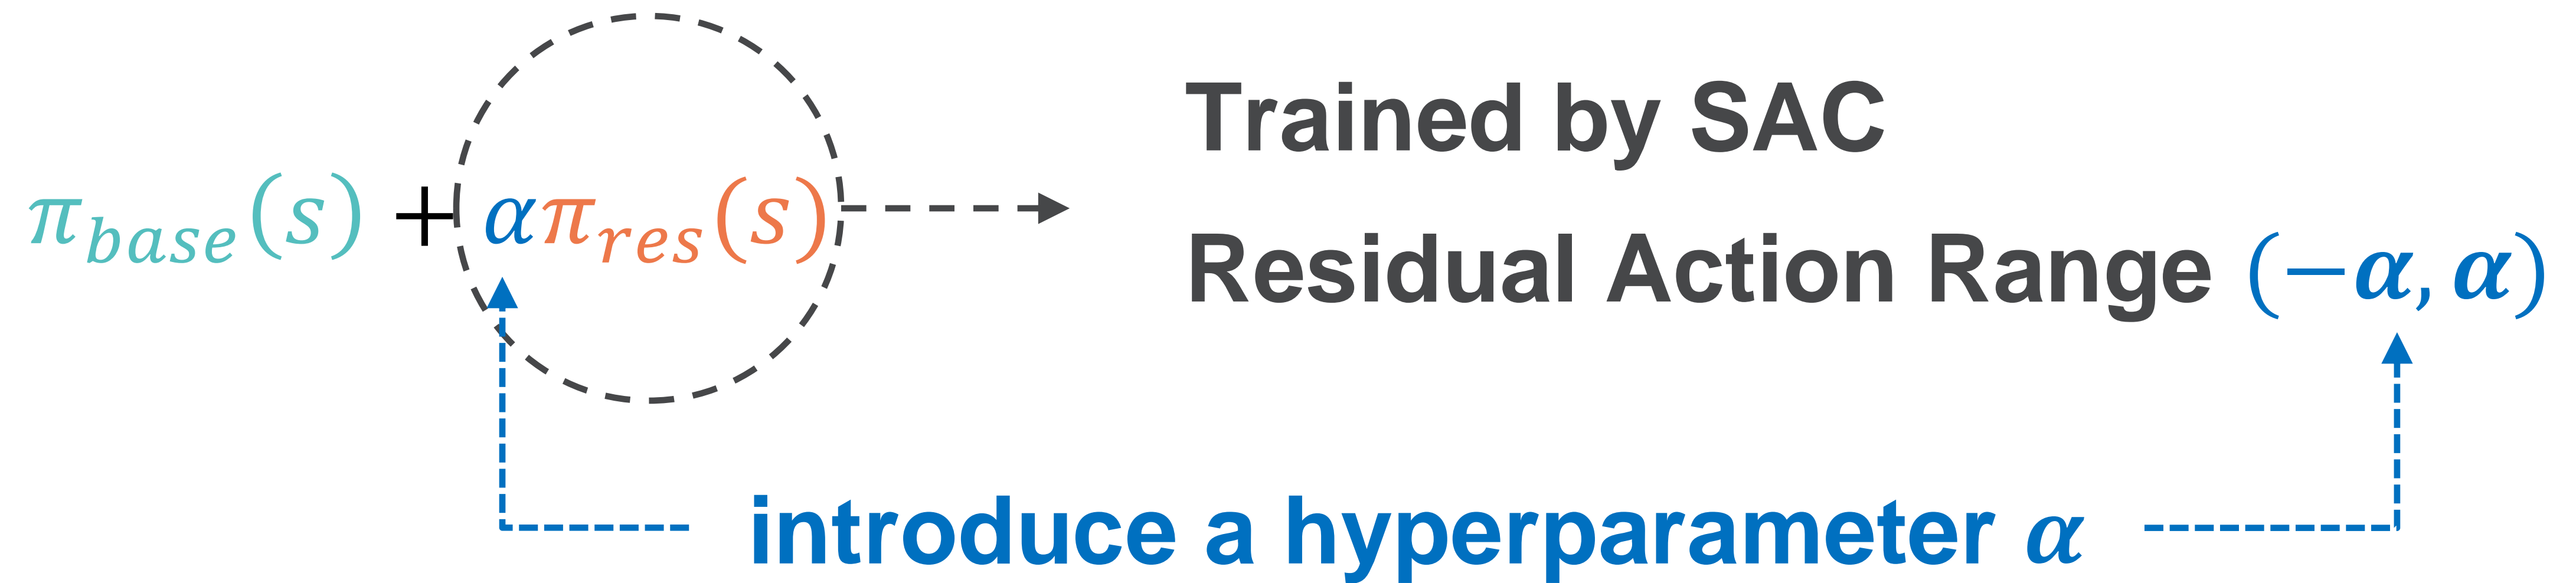 Trained by SAC
π_base(s) + απ_res(s)
Residual Action Range (−α, α)
introduce a hyperparameter α